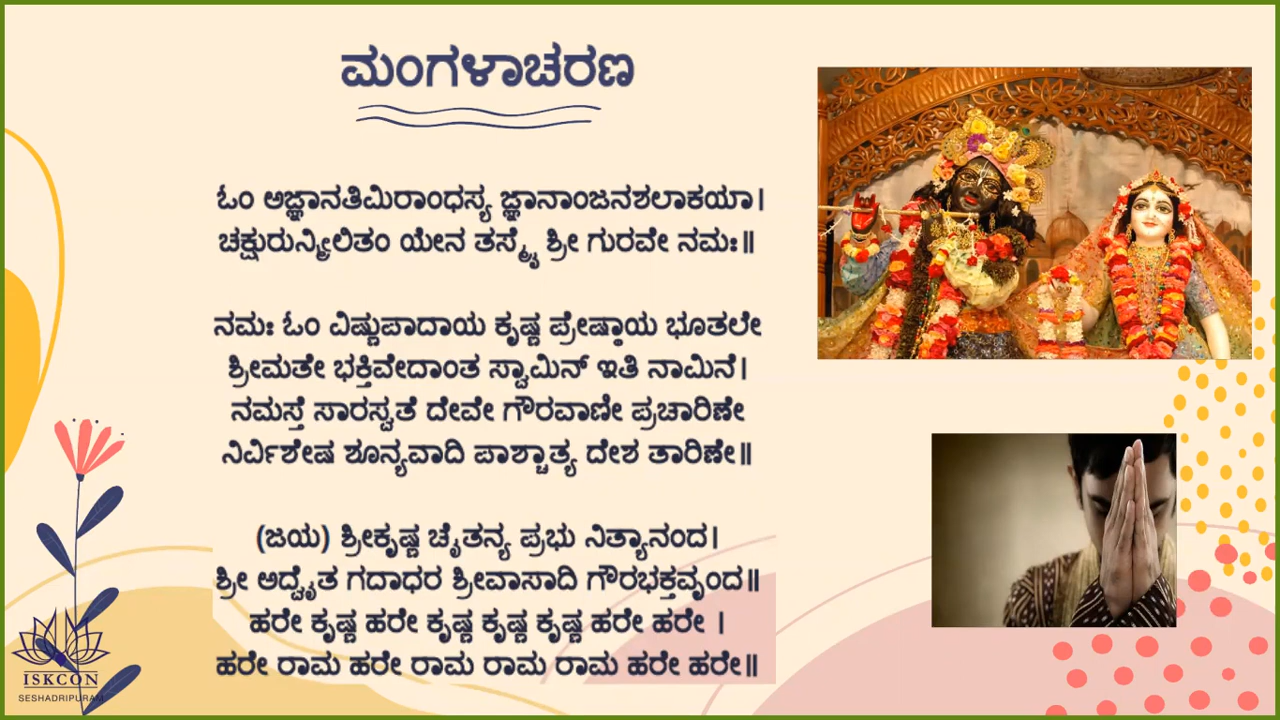 ಮಂಗಳಾಚರಣ
ಓಂ ಅಜ್ಞಾನತಿಮಿರಾಂಧಸ್ಯ ಜ್ಞಾನಾಂಜನಶಲಾಕಯಾ।
ಚಕ್ಷುರುನ್ಮೀಲಿತಂ ಯೇನ ತಸ್ಮೈ ಶ್ರೀ ಗುರವೇ ನಮಃ॥
ನಮಃ ಓಂ ವಿಷ್ಣುಪಾದಾಯ ಕೃಷ್ಣ ಪ್ರೇಷ್ಠಾಯ ಭೂತಲೇ
ಶ್ರೀಮತೇ ಭಕ್ತಿವೇದಾಂತ ಸ್ವಾಮಿನ್ ಇತಿ ನಾಮಿನೆ।
ನಮಸ್ತೆ ಸಾರಸ್ವತೆ ದೇವೇ ಗೌರವಾಣೀ ಪ್ರಚಾರಿಣೇ
ನಿರ್ವಿಶೇಷ ಶೂನ್ಯವಾದಿ ಪಾಶ್ಚಾತ್ಯ ದೇಶ ತಾರಿಣೇ॥
(ಜಯ) ಶ್ರೀಕೃಷ್ಣ ಚೈತನ್ಯ ಪ್ರಭು ನಿತ್ಯಾನಂದ।
ಶ್ರೀ ಅದ್ವೈತ ಗದಾಧರ ಶ್ರೀವಾಸಾದಿ ಗೌರಭಕ್ತವೃಂದ॥
ಹರೇ ಕೃಷ್ಣ ಹರೇ ಕೃಷ್ಣ ಕೃಷ್ಣ ಕೃಷ್ಣ ಹರೇ ಹರೇ ।
ಹರೇ ರಾಮ ಹರೇ ರಾಮ ರಾಮ ರಾಮ ಹರೇ ಹರೇ॥
ISKCON
SESHADRIPURAM